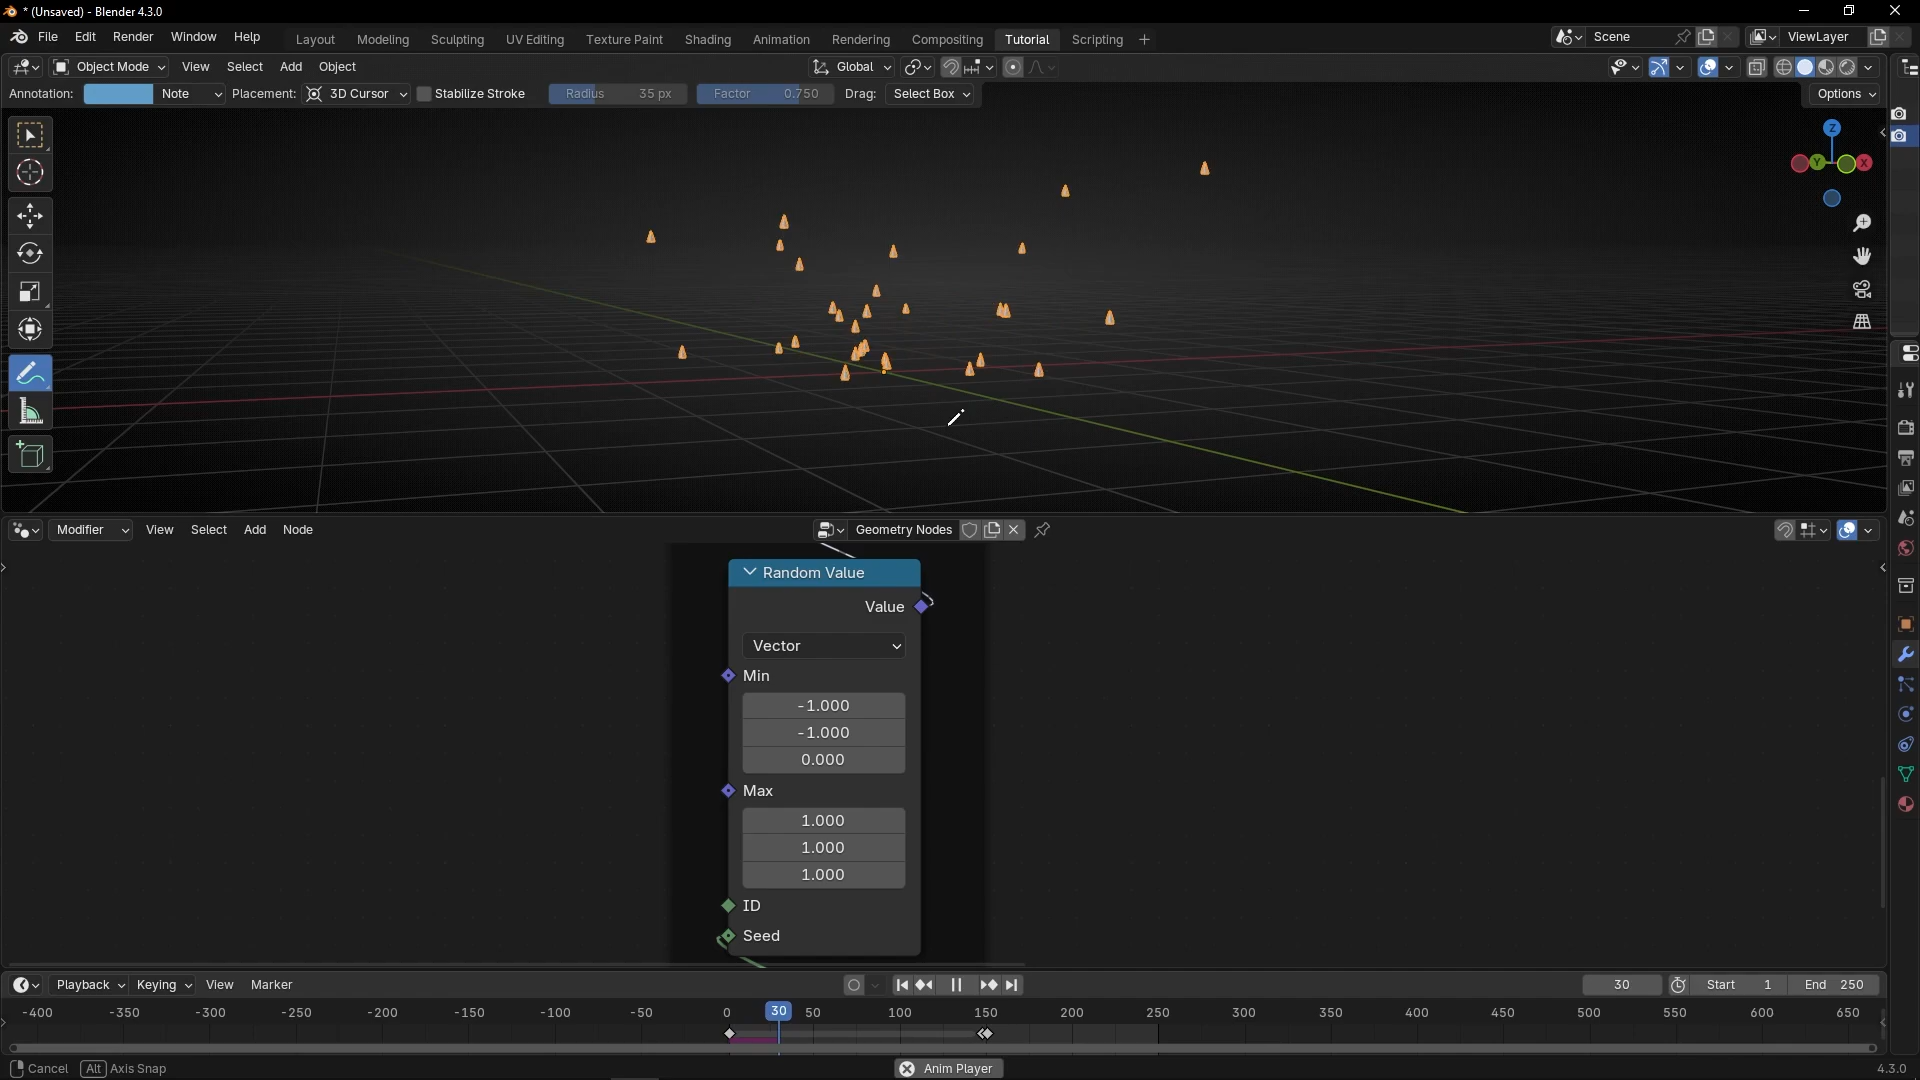 * (Unsaved) - Blender 4.3.0
File Edit Render Window Help Layout Modeling Sculpting UV Editing Texture Paint Shading Animation Rendering Compositing Tutorial Scripting + Scene ViewLayer
Object Mode View Select Add Object Global
Annotation: Note Placement: 3D Cursor Stabilize Stroke Radius 35 px Factor 0.750 Drag: Select Box Options
Z
Y X
Modifier View Select Add Node Geometry Nodes
Random Value
Value
Vector
Min
-1.000
-1.000
0.000
Max
1.000
1.000
1.000
ID
Seed
Playback Keying View Marker 30 Start 1 End 250
-400 -350 -300 -250 -200 -150 -100 -50 0 30 50 100 150 200 250 300 350 400 450 500 550 600 650
Cancel Alt Axis Snap Anim Player 4.3.0